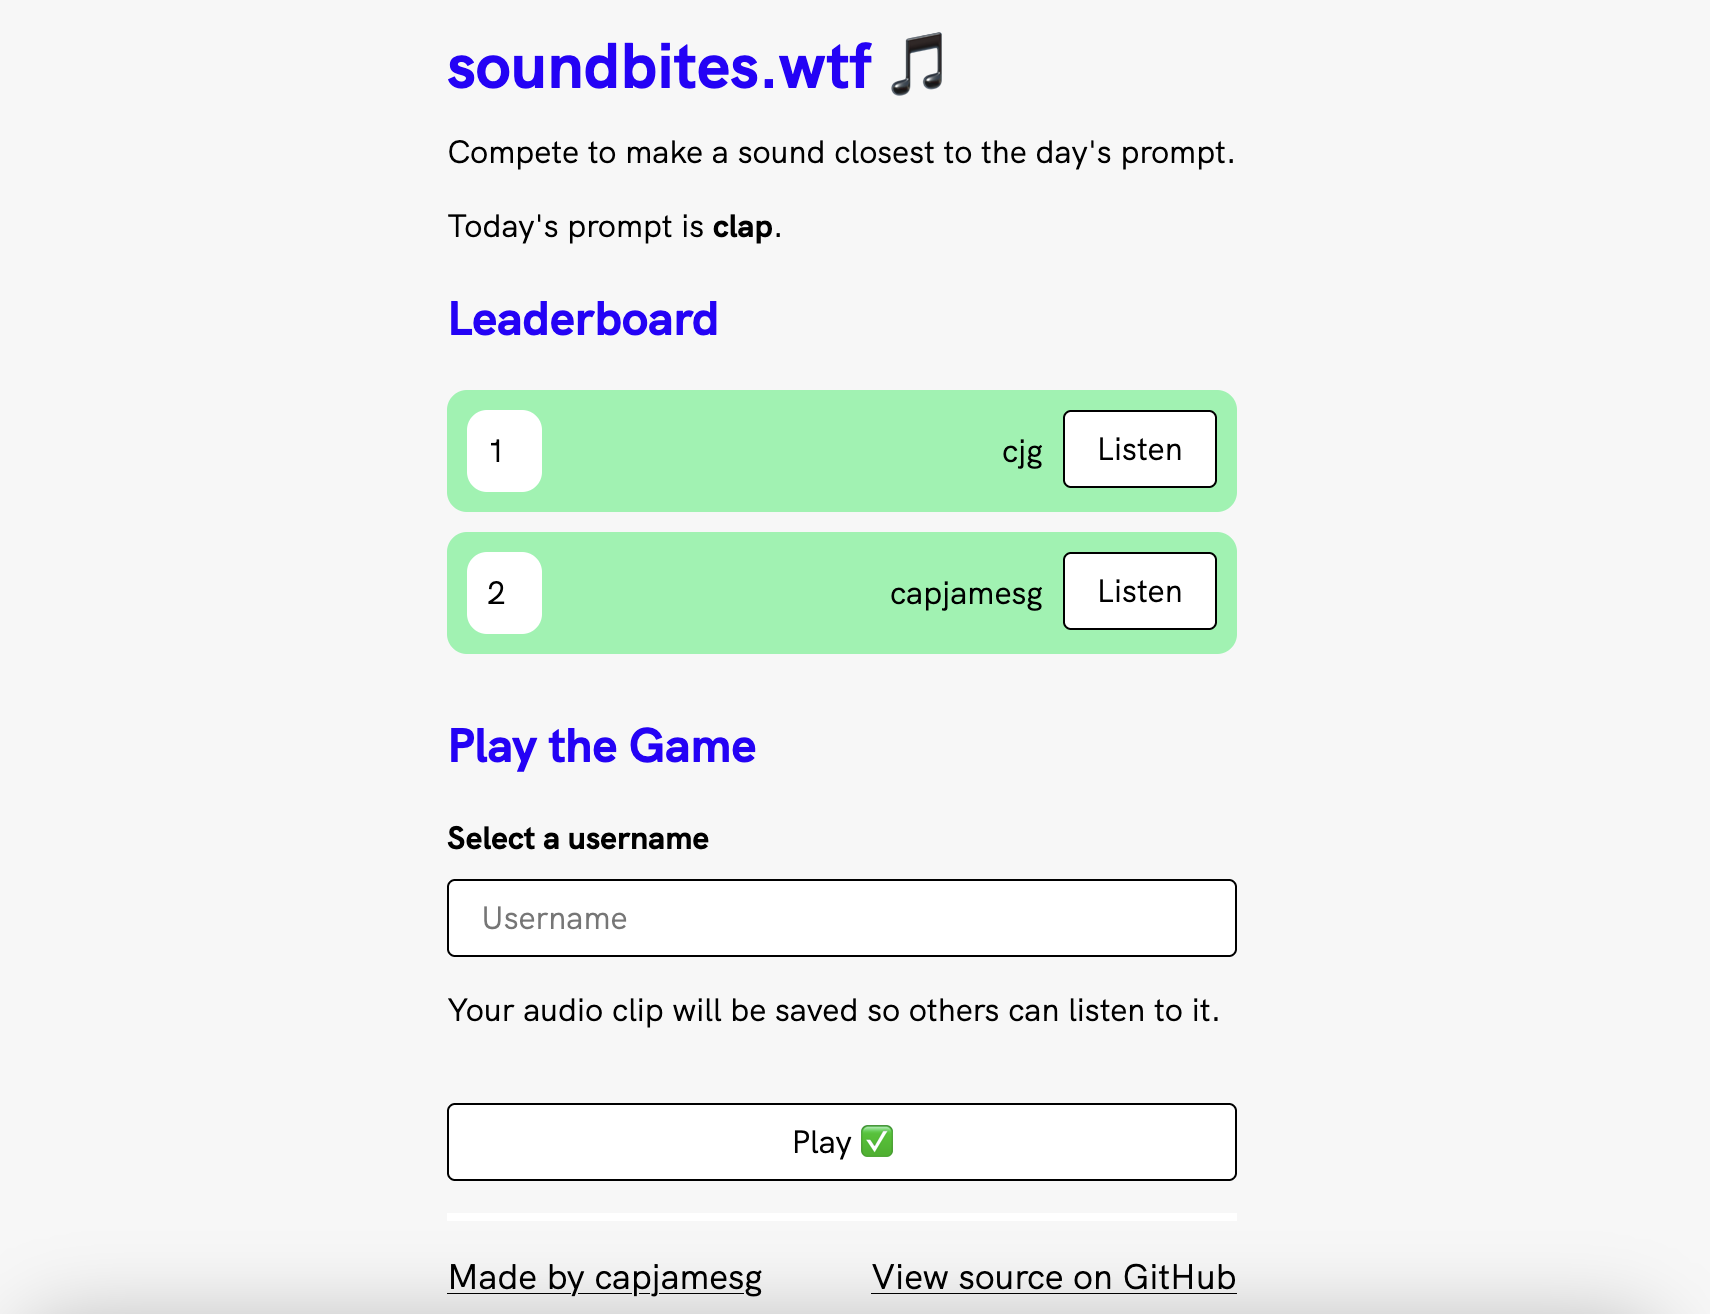 soundbites.wtf 🎵
Compete to make a sound closest to the day's prompt.
Today's prompt is clap.
Leaderboard
1 cjg Listen
2 capjamesg Listen
Play the Game
Select a username
Username
Your audio clip will be saved so others can listen to it.
Play ✅
Made by capjamesg View source on GitHub